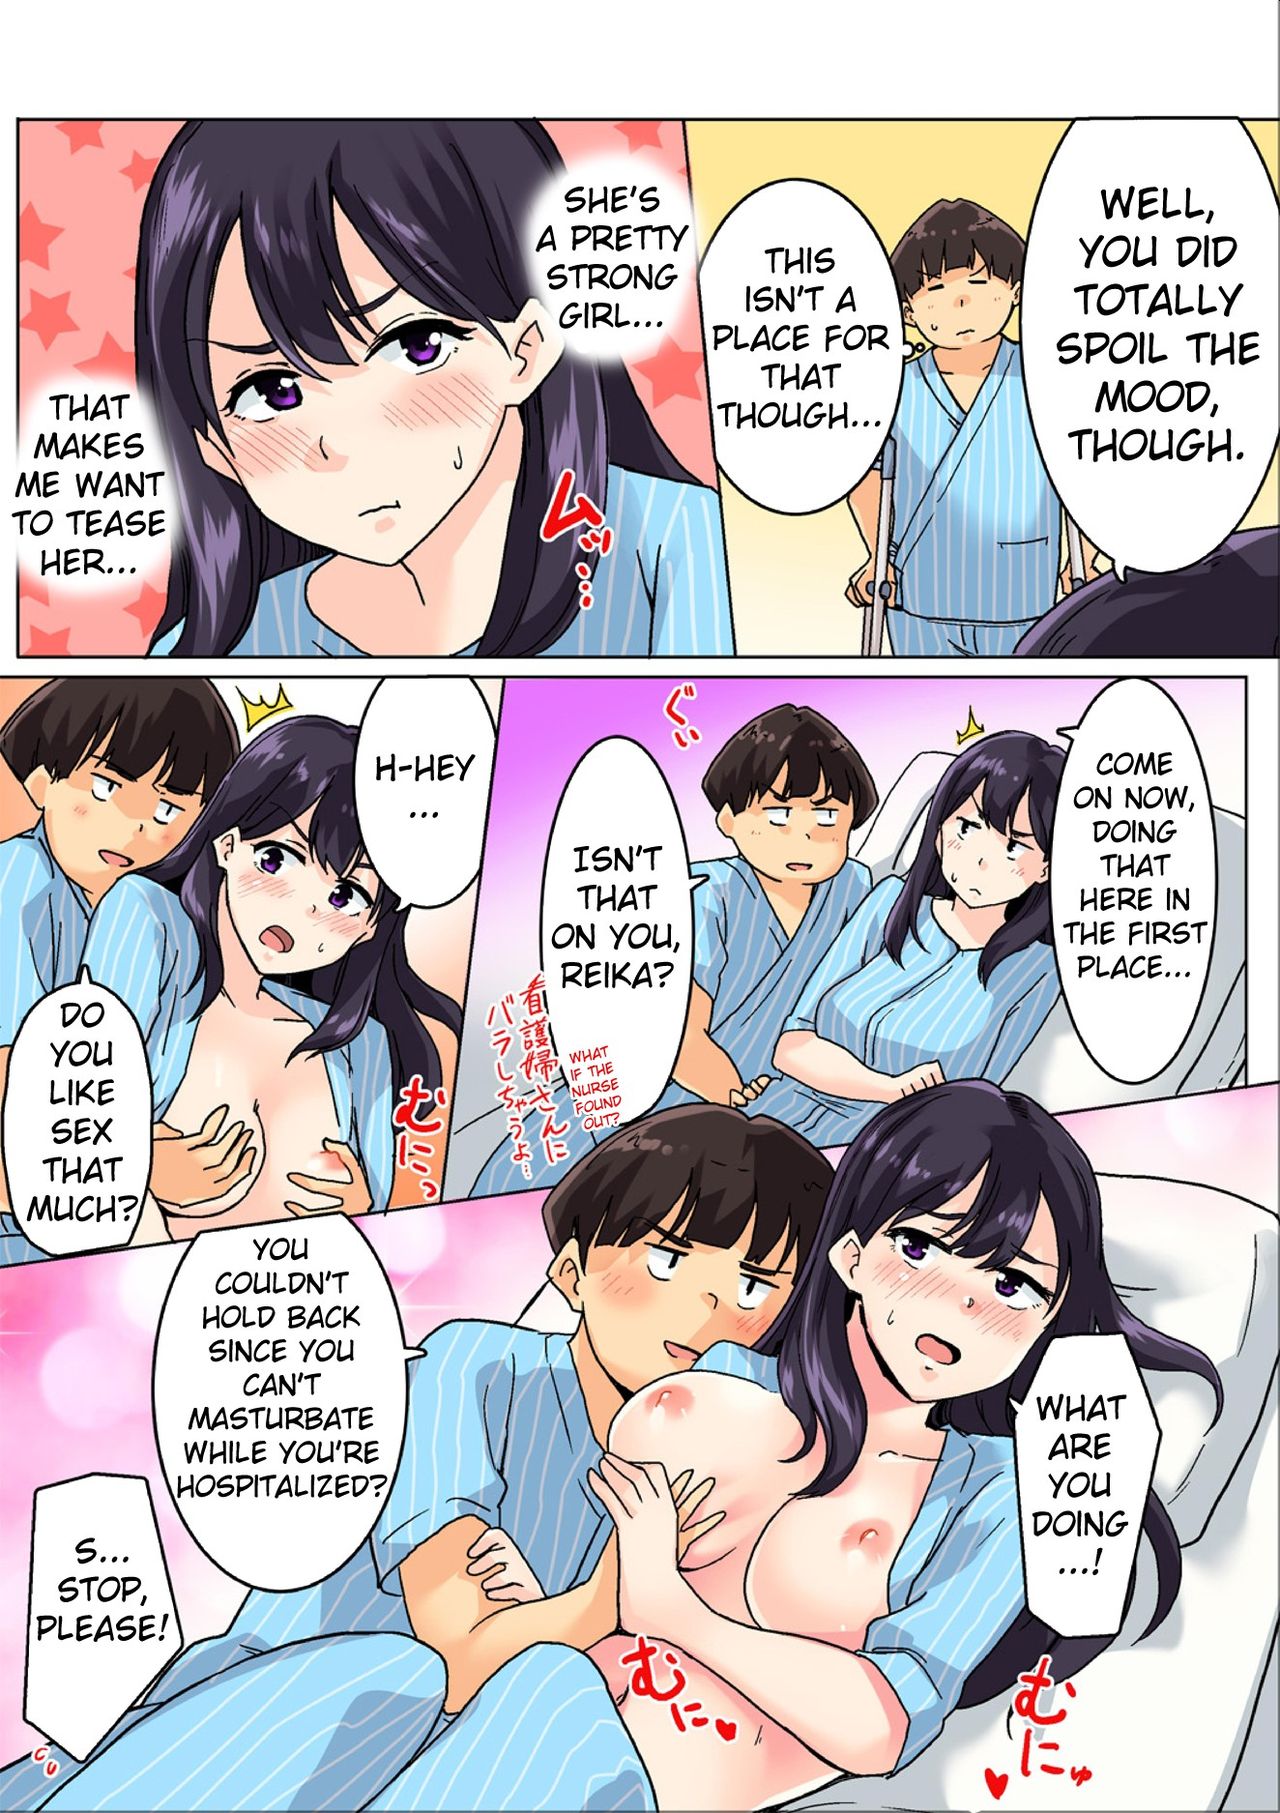 WELL,
YOU DID
TOTALLY
SPOIL THE
MOOD,
THOUGH.
THIS
ISN'T A
PLACE FOR
THAT
THOUGH...
SHE'S
A PRETTY
STRONG
GIRL...
ムッ…
THAT
MAKES
ME WANT
TO TEASE
HER...
COME
ON NOW,
DOING
THAT
HERE IN
THE FIRST
PLACE...
ぐい
ISN'T
THAT
ON YOU,
REIKA?
看護婦さんに
バラしちゃうよ…
WHAT
IF THE
NURSE
FOUND
OUT?
H-HEY
...
むにっ
DO
YOU
LIKE
SEX
THAT
MUCH?
WHAT
ARE
YOU
DOING
...!
むにゅ
YOU
COULDN'T
HOLD BACK
SINCE YOU
CAN'T
MASTURBATE
WHILE YOU'RE
HOSPITALIZED?
むに
S...
STOP,
PLEASE!